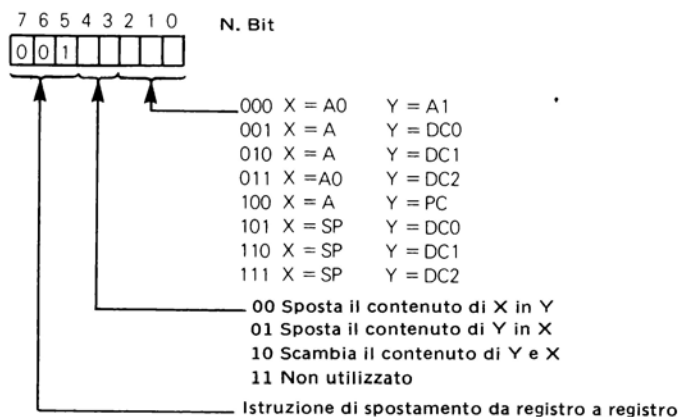 7 6 5 4 3 2 1 0 N. Bit
0 0 1
000 X = A0 Y = A1
001 X = A Y = DC0
010 X = A Y = DC1
011 X =A0 Y = DC2
100 X = A Y = PC
101 X = SP Y = DC0
110 X = SP Y = DC1
111 X = SP Y = DC2
00 Sposta il contenuto di X in Y
01 Sposta il contenuto di Y in X
10 Scambia il contenuto di Y e X
11 Non utilizzato
Istruzione di spostamento da registro a registro